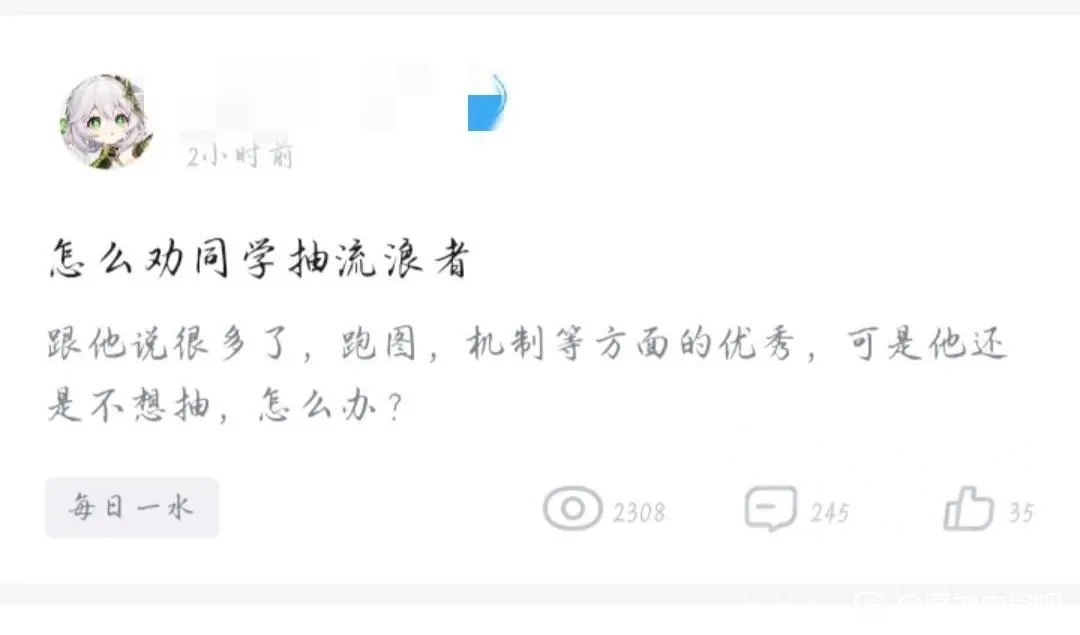 2小时前
怎么劝同学抽流浪者
跟他说很多了，跑图，机制等方面的优秀，可是他还
是不想抽，怎么办？
每日一水
2308
245
35